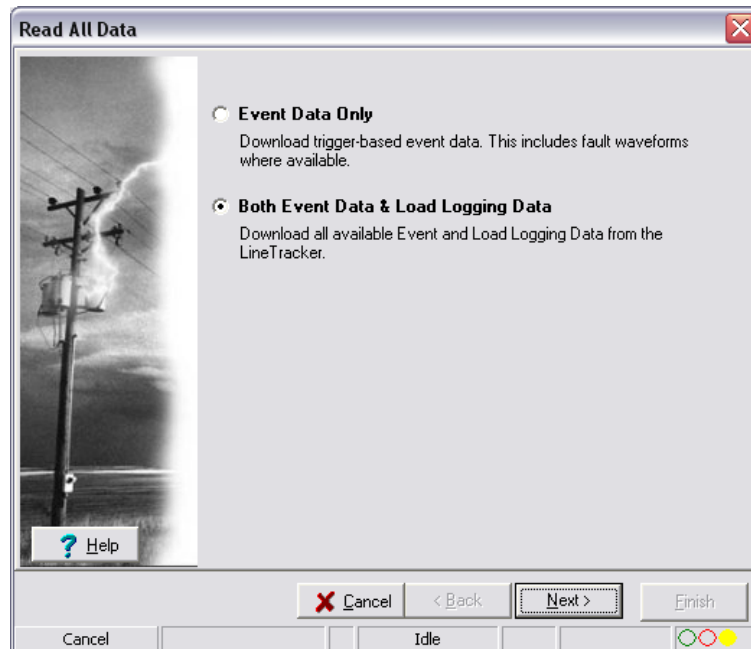 Read All Data
Event Data Only
Download trigger-based event data. This includes fault waveforms
where available.
Both Event Data & Load Logging Data
Download all available Event and Load Logging Data from the
LineTracker.
? Help
Cancel
< Back
Next >
Finish
Cancel
Idle